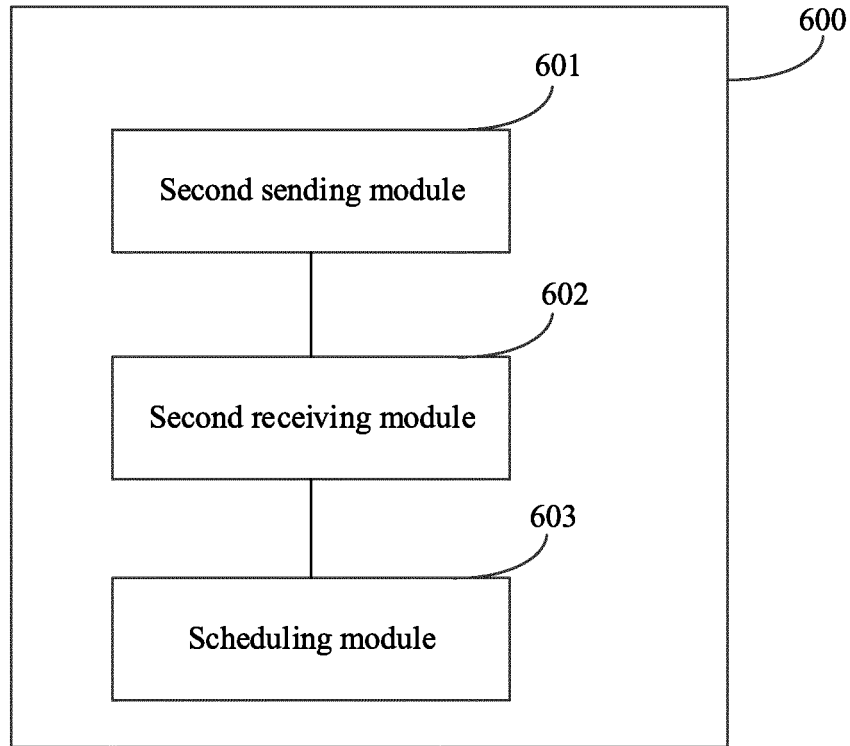 600
601
Second sending module
602
Second receiving module
603
Scheduling module